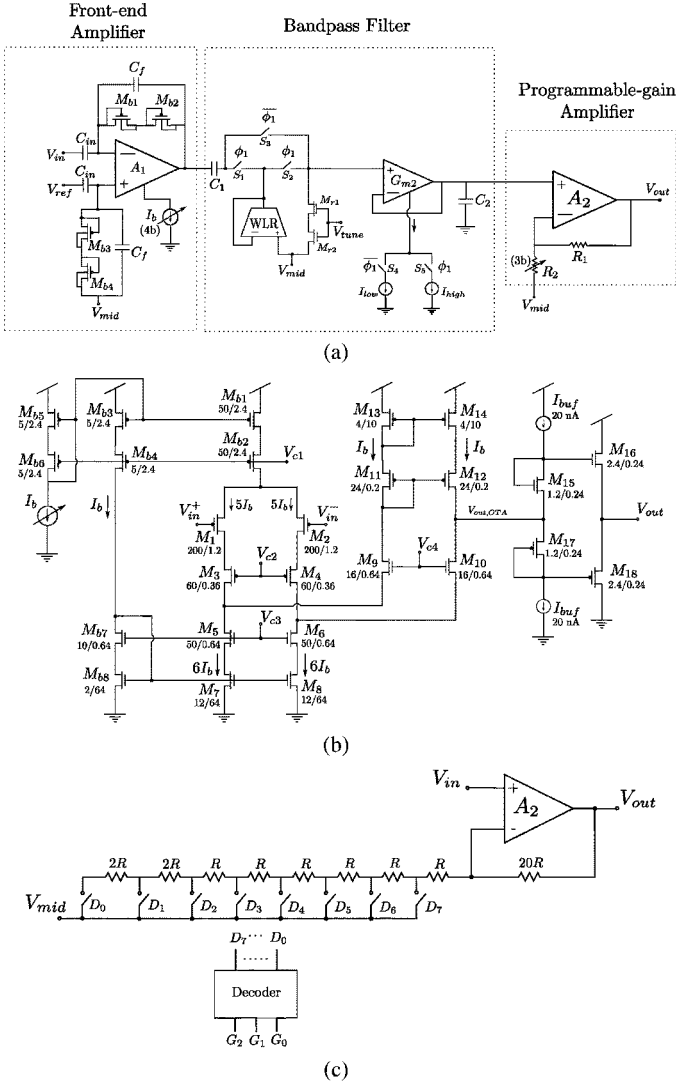 Front-end
Amplifier
Bandpass Filter
Programmable-gain
Amplifier
C_f
M_b1 M_b2
C_in
V_in
C_in
V_ref
A_1
I_b
(4b)
M_b3
C_f
M_b4
V_mid
C_1
φ̅_1
S_3
φ_1
S_1
φ_1
S_2
WLR
M_r1
V_tune
M_r2
V_mid
G_m2
φ̅_1 S_4
S_5 φ_1
I_low
I_high
C_2
A_2
V_out
R_1
(3b)
R_2
V_mid
(a)
M_b5
5/2.4
M_b3
5/2.4
M_b1
50/2.4
M_b6
5/2.4
M_b4
5/2.4
M_b2
50/2.4
V_c1
I_b
I_b
V_in^+
5I_b
5I_b
V_in^-
M_1
200/1.2
M_2
200/1.2
M_3
60/0.36
V_c2
M_4
60/0.36
M_b7
10/0.64
M_5
50/0.64
V_c3
M_6
50/0.64
6I_b
6I_b
M_b8
2/64
M_7
12/64
M_8
12/64
M_13
4/10
M_14
4/10
I_b
I_b
M_11
24/0.2
M_12
24/0.2
M_9
16/0.64
V_c4
M_10
16/0.64
V_out,OTA
I_buf
20 nA
M_15
1.2/0.24
M_16
2.4/0.24
V_out
M_17
1.2/0.24
M_18
2.4/0.24
I_buf
20 nA
(b)
V_in
+
-
A_2
V_out
2R 2R R R R R R R 20R
V_mid D_0 D_1 D_2 D_3 D_4 D_5 D_6 D_7
D_7 ... D_0
Decoder
G_2 G_1 G_0
(c)